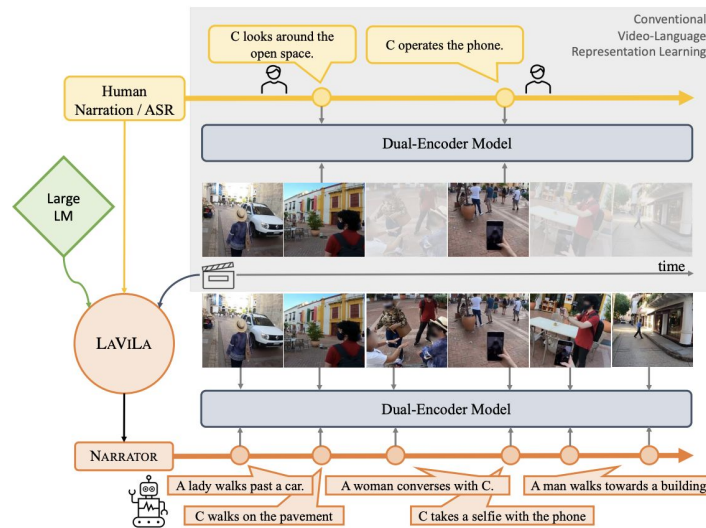 Conventional
Video-Language
Representation Learning
C looks around the
open space.
C operates the phone.
Human
Narration / ASR
DUAL-ENCODER MODEL
Large
LM
time
LAVILA
DUAL-ENCODER MODEL
NARRATOR
A lady walks past a car.
A woman converses with C.
A man walks towards a building.
C walks on the pavement
C takes a selfie with the phone